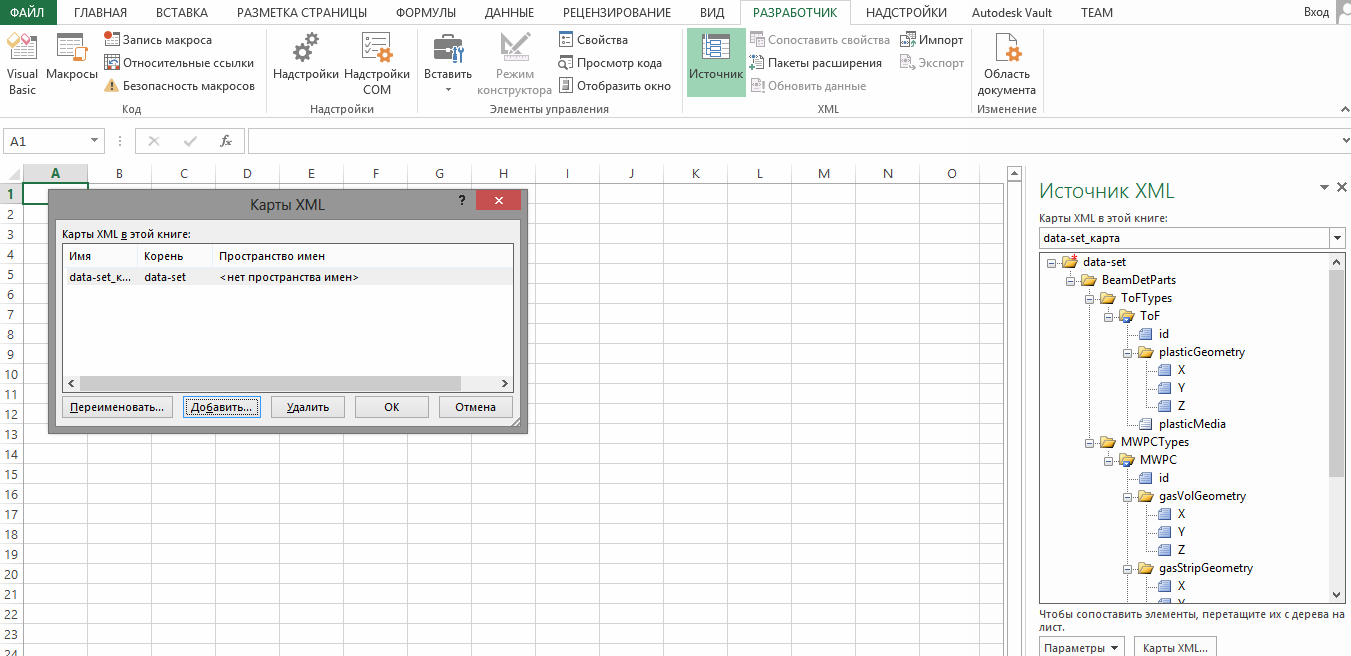 ФАЙЛ ГЛАВНАЯ ВСТАВКА РАЗМЕТКА СТРАНИЦЫ ФОРМУЛЫ ДАННЫЕ РЕЦЕНЗИРОВАНИЕ ВИД РАЗРАБОТЧИК НАДСТРОЙКИ Autodesk Vault TEAM Вход
Visual Basic
Макросы
Запись макроса
Относительные ссылки
Безопасность макросов
Код
Надстройки
Надстройки COM
Надстройки
Вставить
Режим конструктора
Свойства
Просмотр кода
Отобразить окно
Элементы управления
Источник
Сопоставить свойства
Пакеты расширения
Обновить данные
Импорт
Экспорт
XML
Область документа
Изменение
A1
fx
A B C D E F G H I J K L M N O
1
2
3
4
5
6
7
8
9
10
11
12
13
14
15
16
17
18
19
20
21
22
23
24
Карты XML ?
Карты XML в этой книге:
Имя Корень Пространство имен
data-set_к... data-set <нет пространства имен>
Переименовать... Добавить... Удалить ОК Отмена
Источник XML
Карты XML в этой книге:
data-set_карта
data-set
BeamDetParts
ToFTypes
ToF
id
plasticGeometry
X
Y
Z
plasticMedia
MWPCTypes
MWPC
id
gasVolGeometry
X
Y
Z
gasStripGeometry
X
Y
Чтобы сопоставить элементы, перетащите их с дерева на
лист.
Параметры Карты XML...